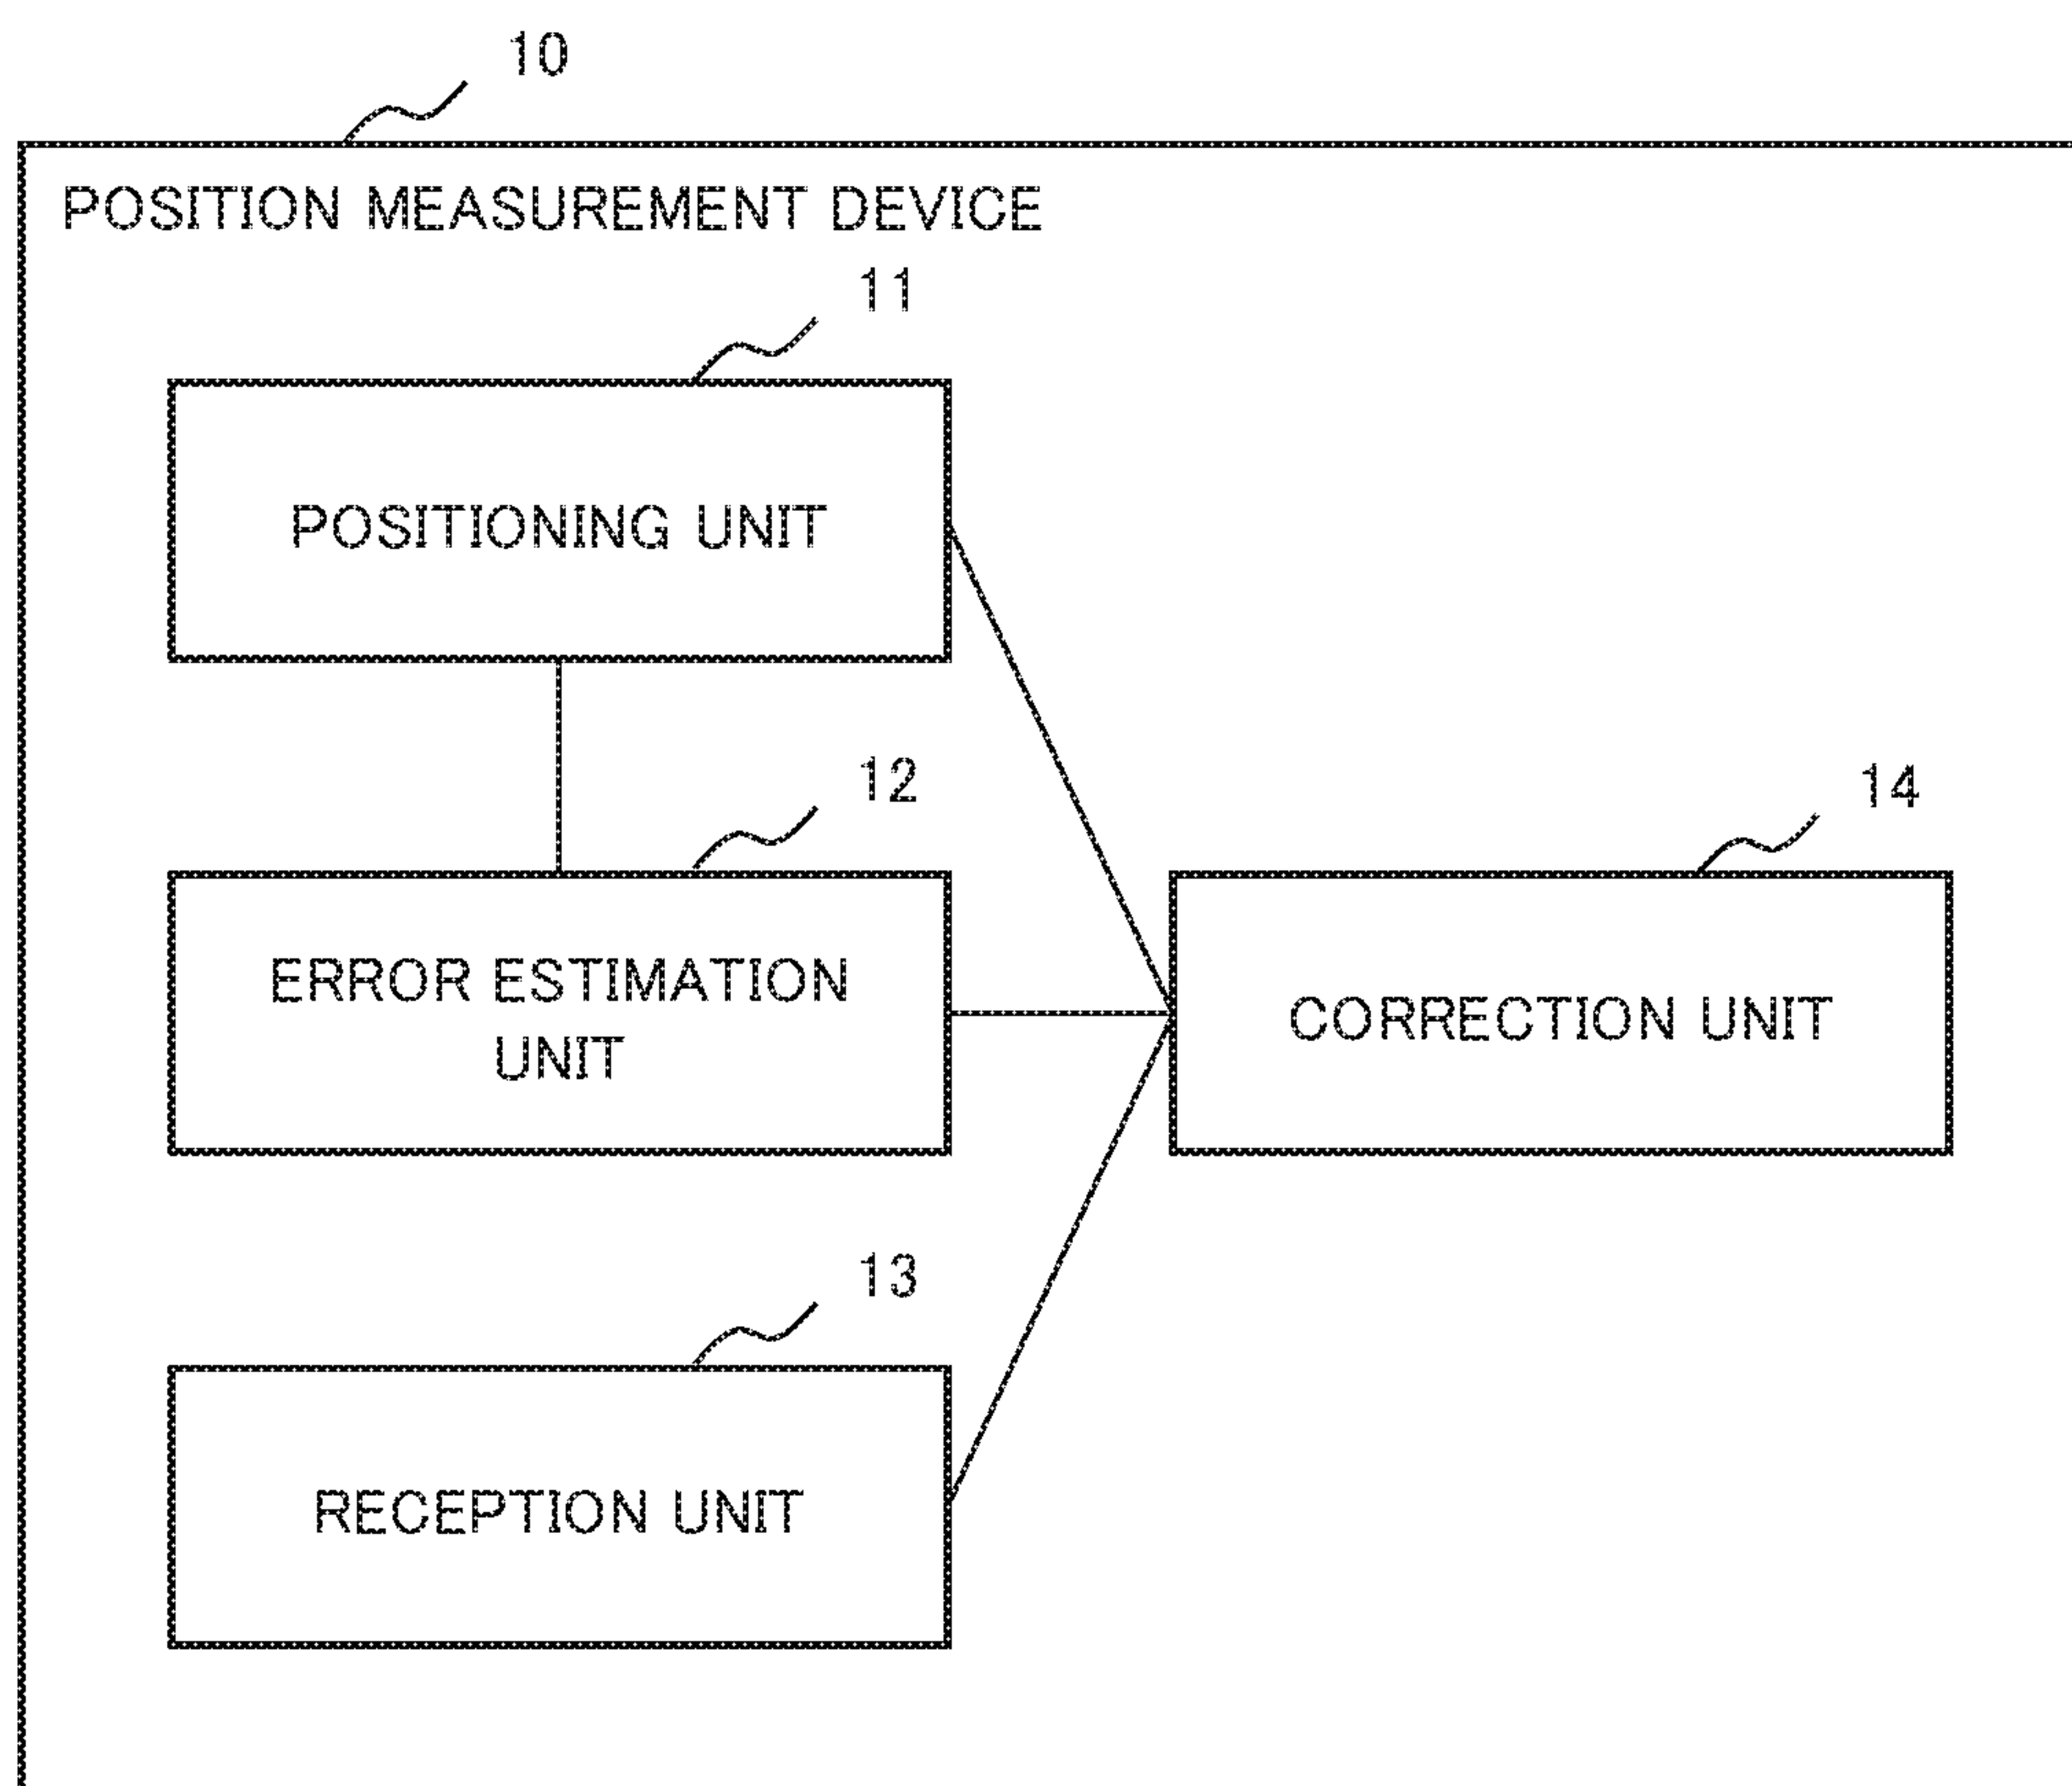 10
POSITION MEASUREMENT DEVICE
11
POSITIONING UNIT
12
ERROR ESTIMATION
UNIT
14
CORRECTION UNIT
13
RECEPTION UNIT